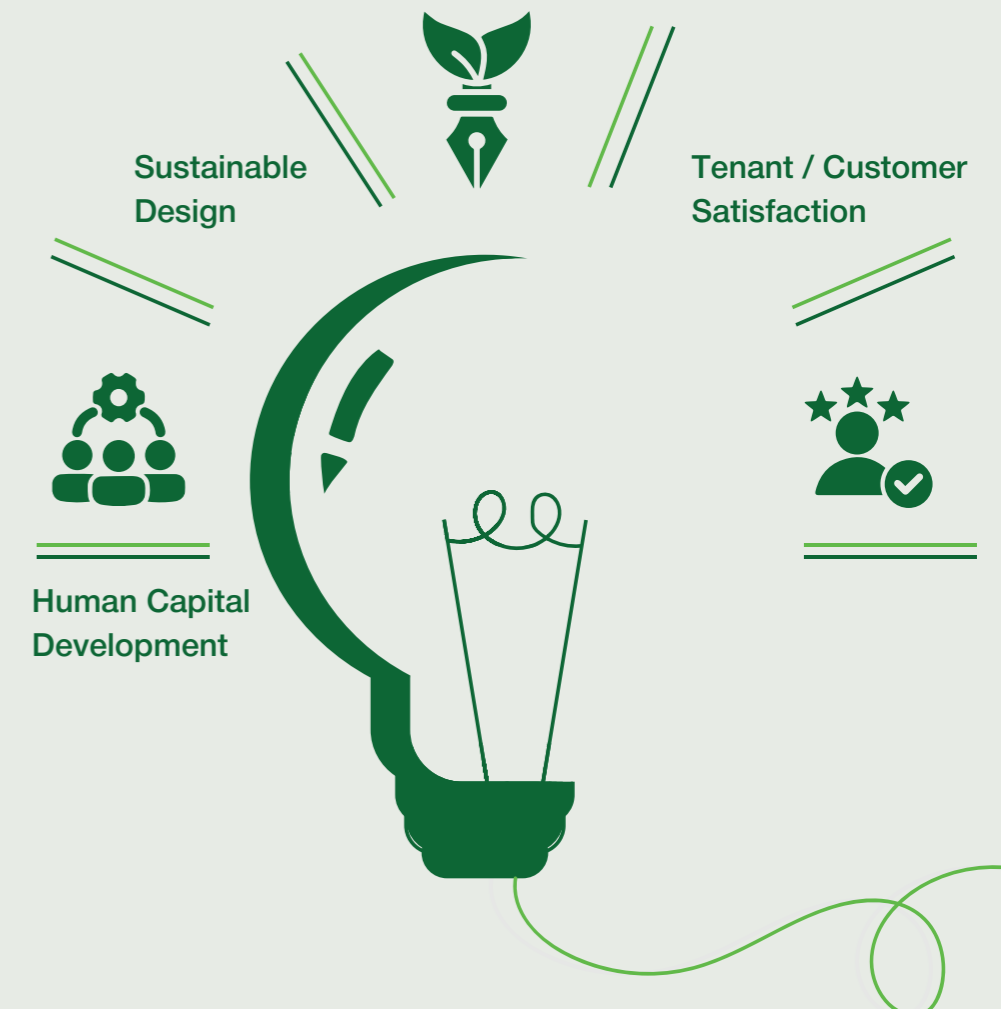 Sustainable
Design
Tenant / Customer
Satisfaction
Human Capital
Development